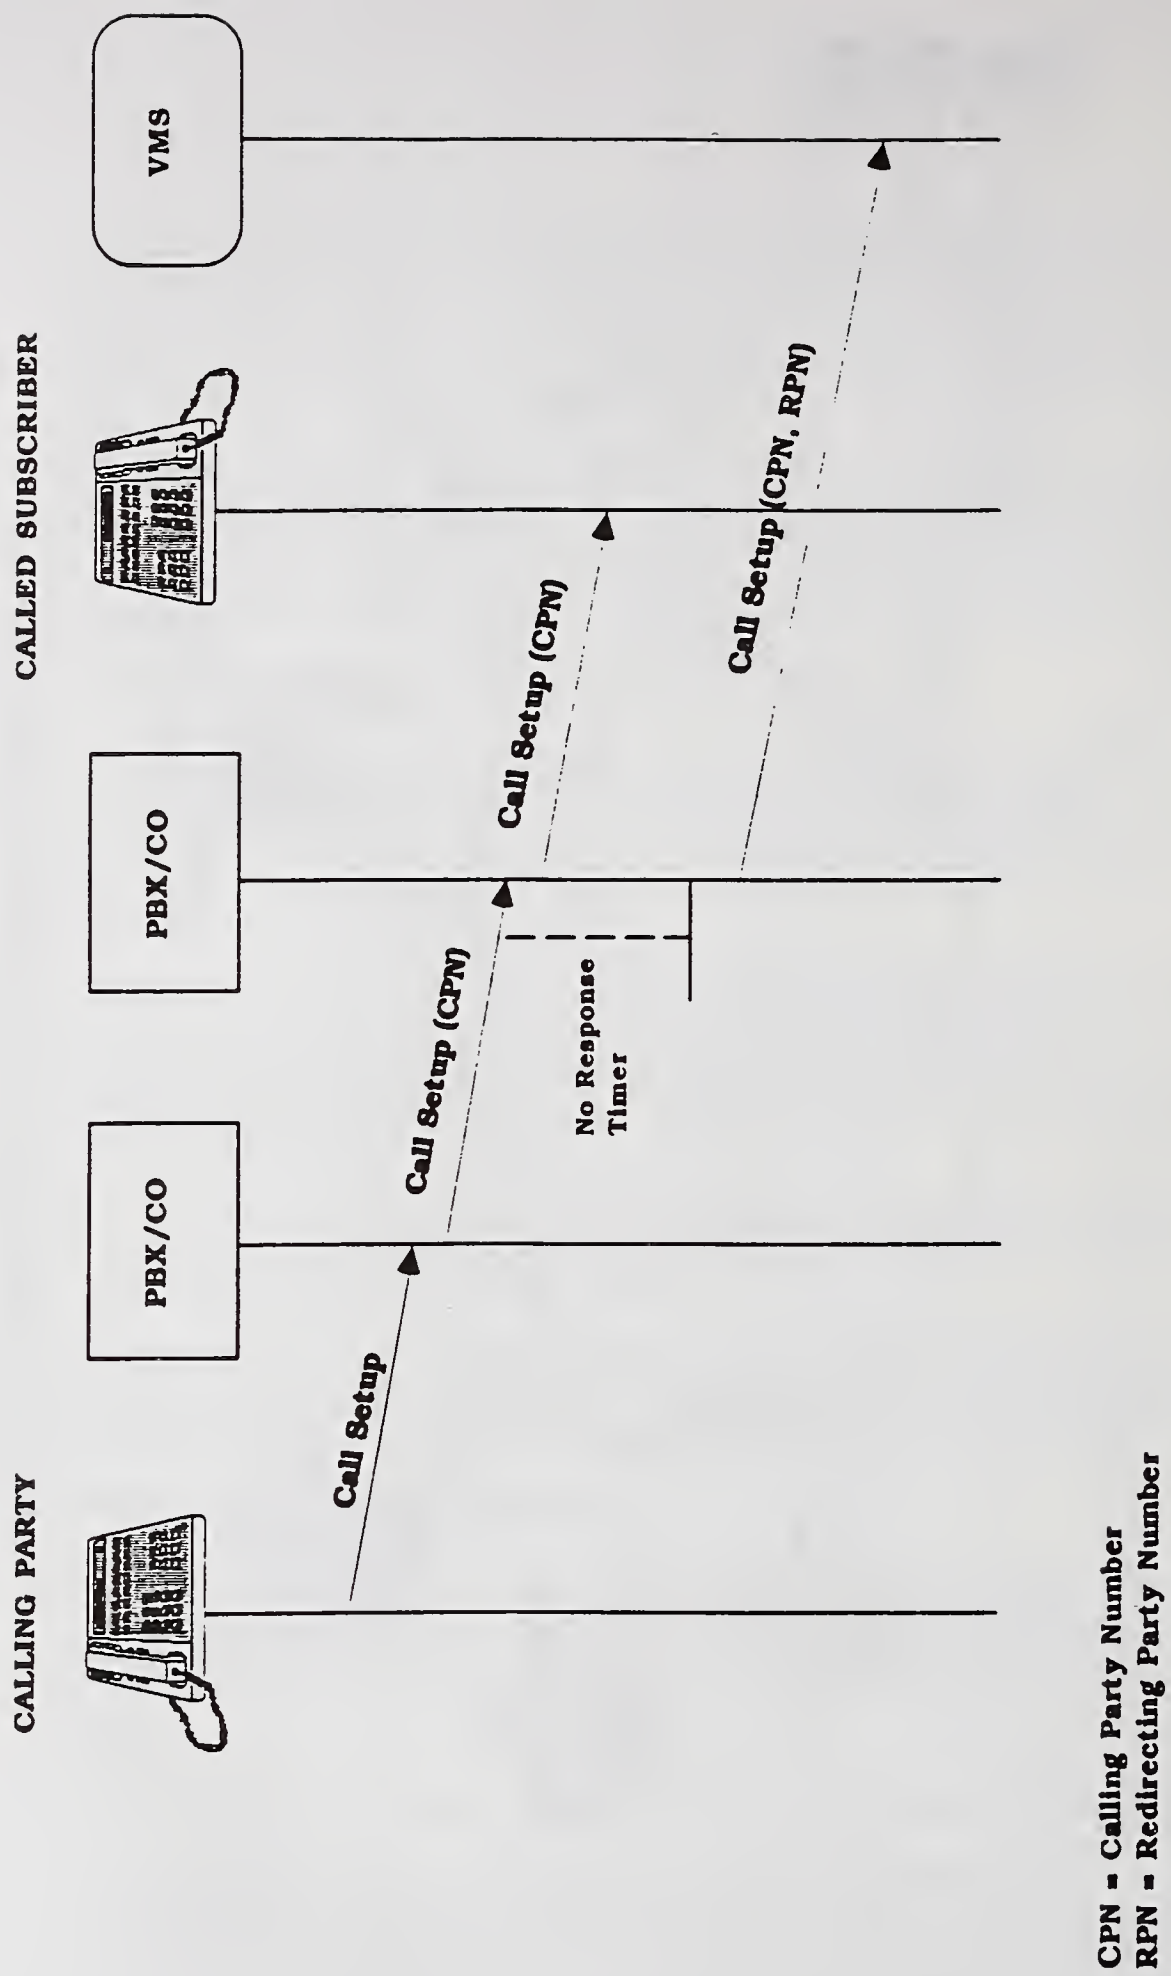 CALLING PARTY
CALLED SUBSCRIBER
PBX/CO
PBX/CO
VMS
Call Setup
Call Setup (CPN)
Call Setup (CPN)
No Response
Timer
Call Setup (CPN, RPN)
CPN = Calling Party Number
RPN = Redirecting Party Number